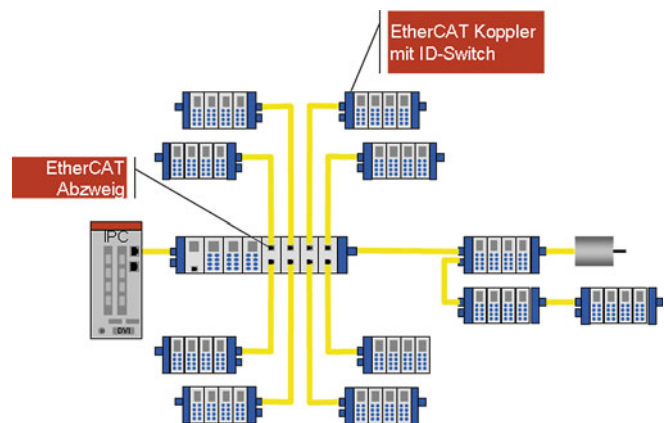 EtherCAT Koppler
mit ID-Switch
EtherCAT
Abzweig
IPC
DVI